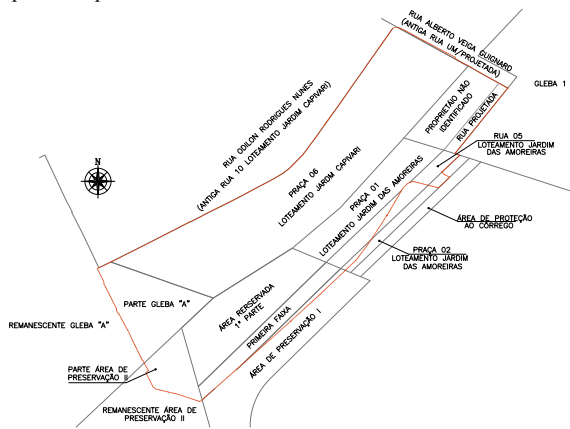 RUA ALBERTO VEIGA GUIGNARD
(ANTIGA RUA UM/PROJETADA)
GLEBA 1
RUA ODILON RODRIGUES NUNES
(ANTIGA RUA 10 LOTEAMENTO JARDIM CAPIVARI)
PROPRIETÁIO NÃO
IDENTIFICADO
RUA PROJETADA
RUA 05
LOTEAMENTO JARDIM
DAS AMOREIRAS
PRAÇA 06
LOTEAMENTO JARDIM CAPIVARI
PRAÇA 01
LOTEAMENTO JARDIM DAS AMOREIRAS
N
ÁREA DE PROTEÇÃO
AO CÓRREGO
PRAÇA 02
LOTEAMENTO JARDIM
DAS AMOREIRAS
PARTE GLEBA "A"
REMANESCENTE GLEBA "A"
ÁREA RERSERVADA
1ª PARTE
PRIMEIRA FAIXA
ÁREA DE PRESERVAÇÃO I
PARTE ÁREA DE
PRESERVAÇÃO II
REMANESCENTE ÁREA DE
PRESERVAÇÃO II